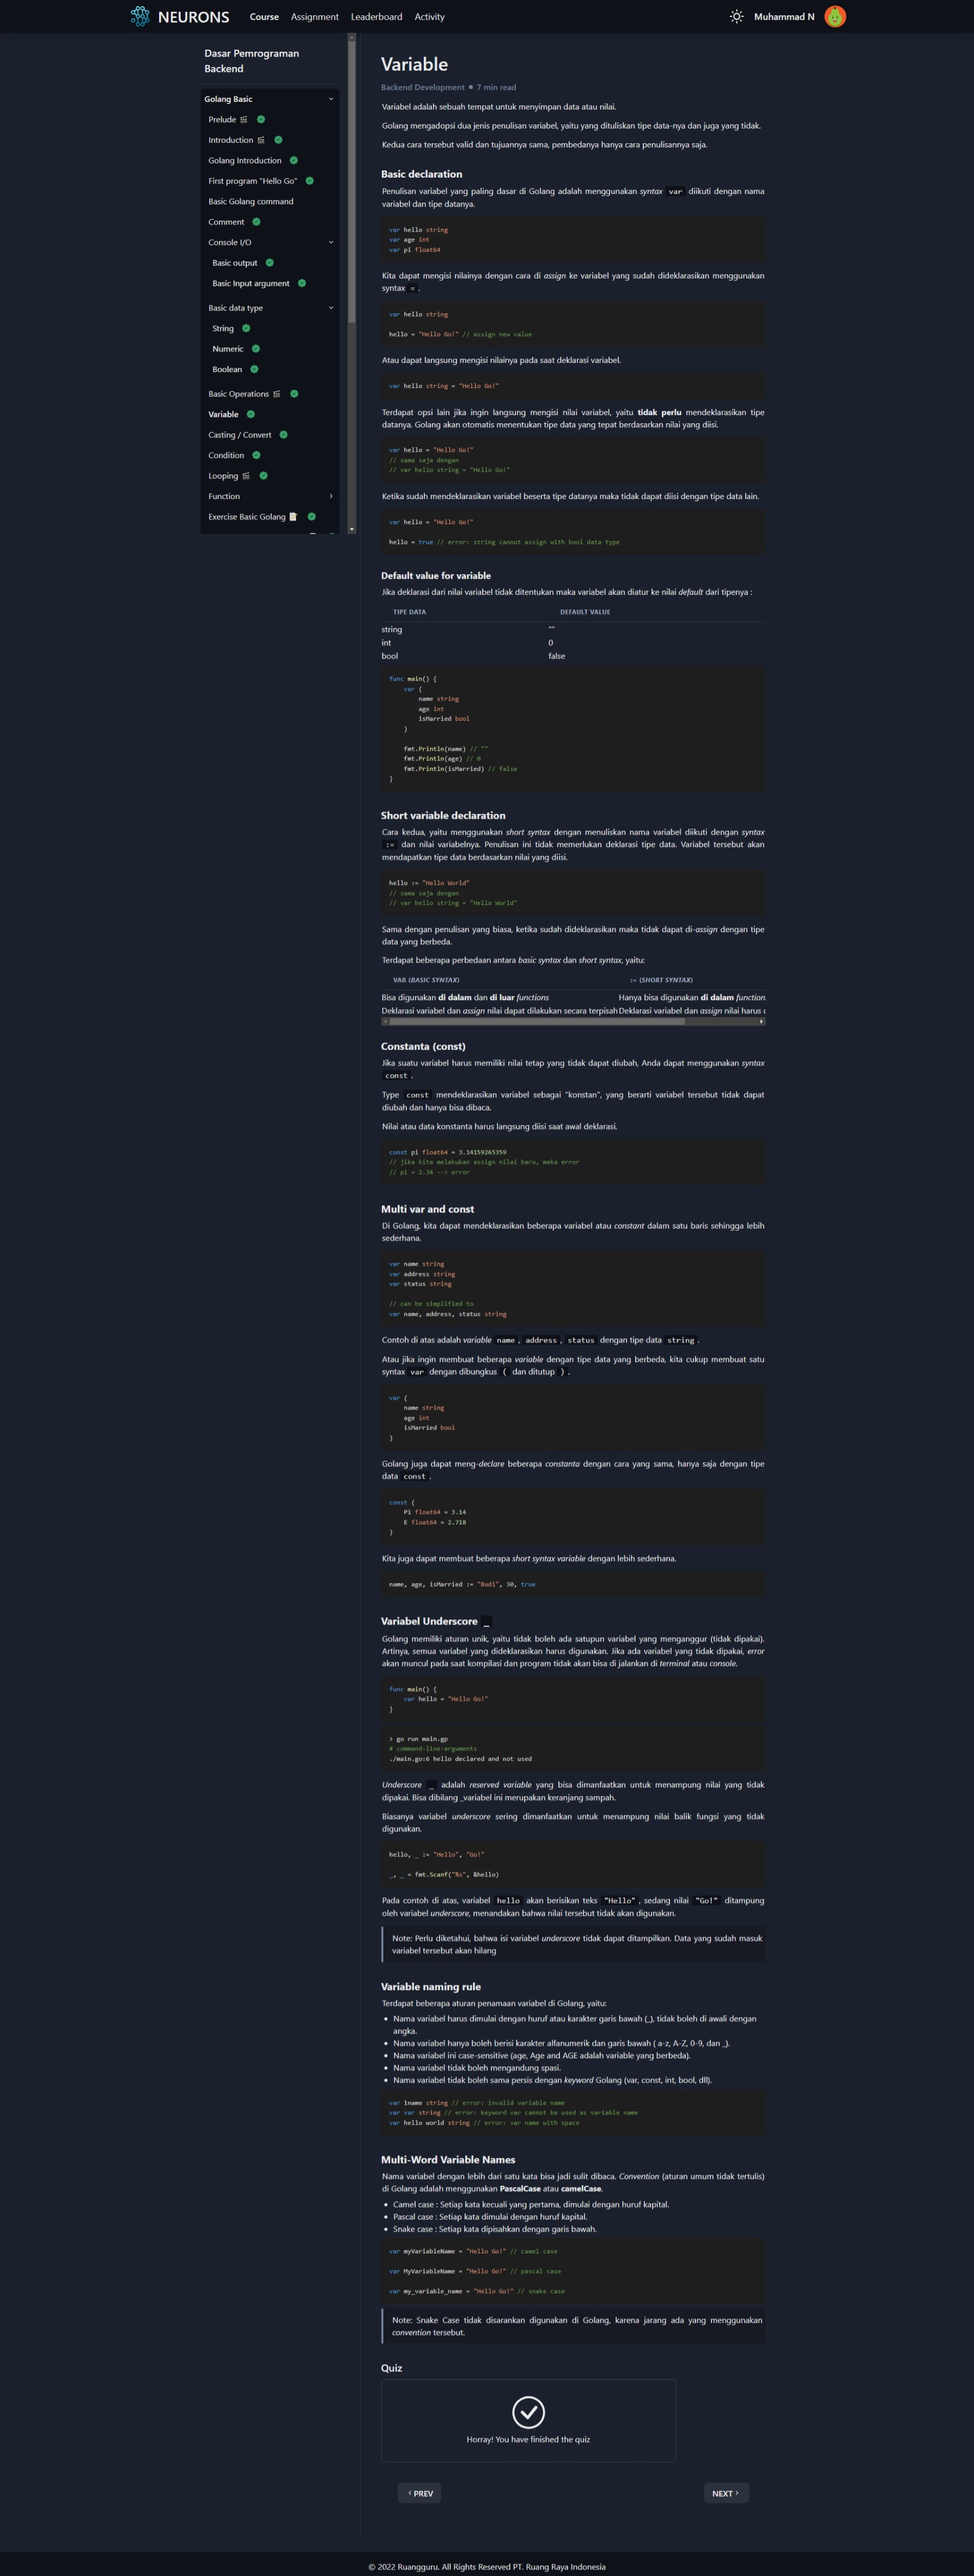 NEURONS Course Assignment Leaderboard Activity Muhammad N
Dasar Pemrograman
Backend
Golang Basic
Prelude
Introduction
Golang Introduction
First program "Hello Go"
Basic Golang command
Comment
Console I/O
Basic output
Basic Input argument
Basic data type
String
Numeric
Boolean
Basic Operations
Variable
Casting / Convert
Condition
Looping
Function
Exercise Basic Golang
Variable
Backend Development • 7 min read
Variabel adalah sebuah tempat untuk menyimpan data atau nilai.
Golang mengadopsi dua jenis penulisan variabel, yaitu yang dituliskan tipe data-nya dan juga yang tidak.
Kedua cara tersebut valid dan tujuannya sama, pembedanya hanya cara penulisannya saja.
Basic declaration
Penulisan variabel yang paling dasar di Golang adalah menggunakan syntax var diikuti dengan nama
variabel dan tipe datanya.
var hello string
var age int
var pi float64
Kita dapat mengisi nilainya dengan cara di assign ke variabel yang sudah dideklarasikan menggunakan
syntax = .
var hello string
hello = "Hello Go!" // assign new value
Atau dapat langsung mengisi nilainya pada saat deklarasi variabel.
var hello string = "Hello Go!"
Terdapat opsi lain jika ingin langsung mengisi nilai variabel, yaitu tidak perlu mendeklarasikan tipe
datanya. Golang akan otomatis menentukan tipe data yang tepat berdasarkan nilai yang diisi.
var hello = "Hello Go!"
// sama saja dengan
// var hello string = "Hello Go!"
Ketika sudah mendeklarasikan variabel beserta tipe datanya maka tidak dapat diisi dengan tipe data lain.
var hello = "Hello Go!"
hello = true // error: string cannot assign with bool data type
Default value for variable
Jika deklarasi dari nilai variabel tidak ditentukan maka variabel akan diatur ke nilai default dari tipenya :
TIPE DATA DEFAULT VALUE
string ""
int 0
bool false
func main() {
var (
name string
age int
isMarried bool
)
fmt.Println(name) // ""
fmt.Println(age) // 0
fmt.Println(isMarried) // false
}
Short variable declaration
Cara kedua, yaitu menggunakan short syntax dengan menuliskan nama variabel diikuti dengan syntax
:= dan nilai variabelnya. Penulisan ini tidak memerlukan deklarasi tipe data. Variabel tersebut akan
mendapatkan tipe data berdasarkan nilai yang diisi.
hello := "Hello World"
// sama saja dengan
// var hello string = "Hello World"
Sama dengan penulisan yang biasa, ketika sudah dideklarasikan maka tidak dapat di-assign dengan tipe
data yang berbeda.
Terdapat beberapa perbedaan antara basic syntax dan short syntax, yaitu:
VAR (BASIC SYNTAX) := (SHORT SYNTAX)
Bisa digunakan di dalam dan di luar functions Hanya bisa digunakan di dalam function
Deklarasi variabel dan assign nilai dapat dilakukan secara terpisah Deklarasi variabel dan assign nilai harus
Constanta (const)
Jika suatu variabel harus memiliki nilai tetap yang tidak dapat diubah, Anda dapat menggunakan syntax
const .
Type const mendeklarasikan variabel sebagai "konstan", yang berarti variabel tersebut tidak dapat
diubah dan hanya bisa dibaca.
Nilai atau data konstanta harus langsung diisi saat awal deklarasi.
const pi float64 = 3.14159265359
// jika kita melakukan assign nilai baru, maka error
// pi = 2.34 --> error
Multi var and const
Di Golang, kita dapat mendeklarasikan beberapa variabel atau constant dalam satu baris sehingga lebih
sederhana.
var name string
var address string
var status string
// can be simplified to
var name, address, status string
Contoh di atas adalah variable name , address , status dengan tipe data string .
Atau jika ingin membuat beberapa variable dengan tipe data yang berbeda, kita cukup membuat satu
syntax var dengan dibungkus ( dan ditutup ) .
var (
name string
age int
isMarried bool
)
Golang juga dapat meng-declare beberapa constanta dengan cara yang sama, hanya saja dengan tipe
data const .
const (
Pi float64 = 3.14
E float64 = 2.718
)
Kita juga dapat membuat beberapa short syntax variable dengan lebih sederhana.
name, age, isMarried := "Budi", 30, true
Variabel Underscore _
Golang memiliki aturan unik, yaitu tidak boleh ada satupun variabel yang menganggur (tidak dipakai).
Artinya, semua variabel yang dideklarasikan harus digunakan. Jika ada variabel yang tidak dipakai, error
akan muncul pada saat kompilasi dan program tidak akan bisa di jalankan di terminal atau console.
func main() {
var hello = "Hello Go!"
}
> go run main.gp
# command-line-arguments
./main.go:6 hello declared and not used
Underscore _ adalah reserved variable yang bisa dimanfaatkan untuk menampung nilai yang tidak
dipakai. Bisa dibilang _variabel ini merupakan keranjang sampah.
Biasanya variabel underscore sering dimanfaatkan untuk menampung nilai balik fungsi yang tidak
digunakan.
hello, _ := "Hello", "Go!"
_, _ = fmt.Scanf("%s", &hello)
Pada contoh di atas, variabel hello akan berisikan teks "Hello" , sedang nilai "Go!" ditampung
oleh variabel underscore, menandakan bahwa nilai tersebut tidak akan digunakan.
Note: Perlu diketahui, bahwa isi variabel underscore tidak dapat ditampilkan. Data yang sudah masuk
variabel tersebut akan hilang
Variable naming rule
Terdapat beberapa aturan penamaan variabel di Golang, yaitu:
• Nama variabel harus dimulai dengan huruf atau karakter garis bawah (_), tidak boleh di awali dengan
angka.
• Nama variabel hanya boleh berisi karakter alfanumerik dan garis bawah ( a-z, A-Z, 0-9, dan _).
• Nama variabel ini case-sensitive (age, Age and AGE adalah variable yang berbeda).
• Nama variabel tidak boleh mengandung spasi.
• Nama variabel tidak boleh sama persis dengan keyword Golang (var, const, int, bool, dll).
var 1name string // error: invalid variable name
var var string // error: keyword var cannot be used as variable name
var hello world string // error: var name with space
Multi-Word Variable Names
Nama variabel dengan lebih dari satu kata bisa jadi sulit dibaca. Convention (aturan umum tidak tertulis)
di Golang adalah menggunakan PascalCase atau camelCase.
• Camel case : Setiap kata kecuali yang pertama, dimulai dengan huruf kapital.
• Pascal case : Setiap kata dimulai dengan huruf kapital.
• Snake case : Setiap kata dipisahkan dengan garis bawah.
var myVariableName = "Hello Go!" // camel case
var MyVariableName = "Hello Go!" // pascal case
var my_variable_name = "Hello Go!" // snake case
Note: Snake Case tidak disarankan digunakan di Golang, karena jarang ada yang menggunakan
convention tersebut.
Quiz
Horray! You have finished the quiz
‹ PREV NEXT ›
© 2022 Ruangguru. All Rights Reserved PT. Ruang Raya Indonesia